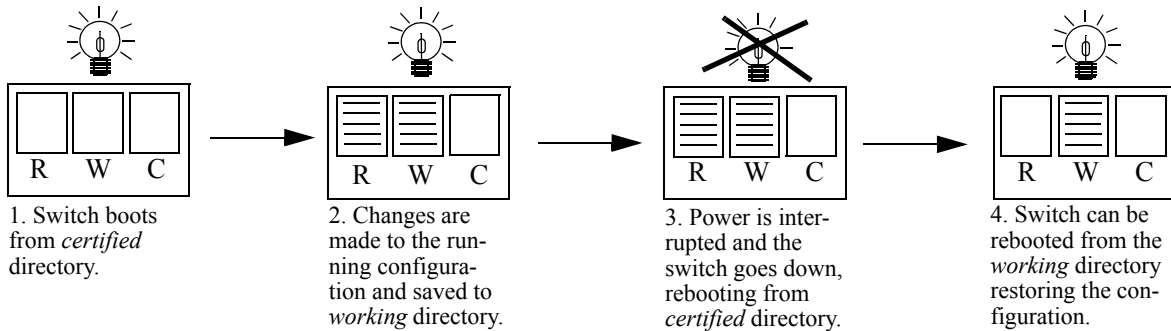 R W C
1. Switch boots
from certified
directory.
R W C
2. Changes are
made to the run-
ning configura-
tion and saved to
working directory.
R W C
3. Power is inter-
rupted and the
switch goes down,
rebooting from
certified directory.
R W C
4. Switch can be
rebooted from the
working directory
restoring the con-
figuration.